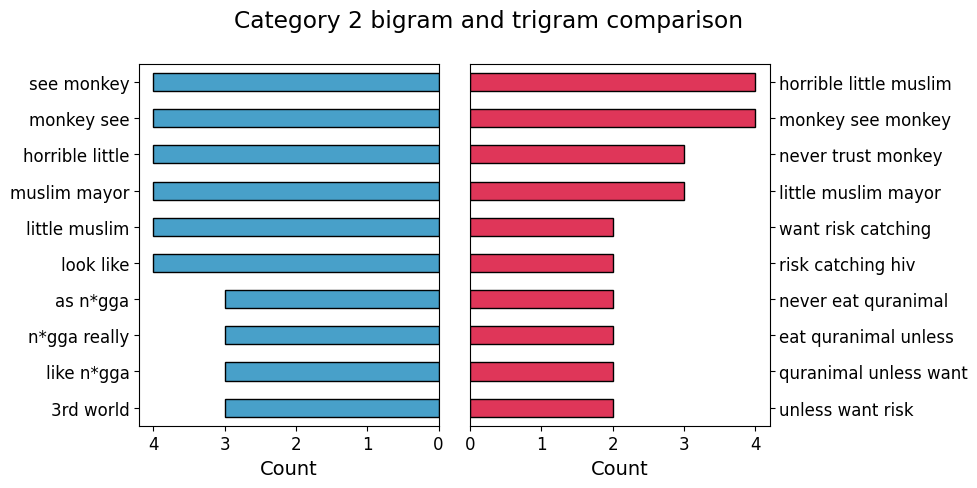 Category 2 bigram and trigram comparison
see monkey
monkey see
horrible little
muslim mayor
little muslim
look like
as n*gga
n*gga really
like n*gga
3rd world
4 3 2 1 0
Count
horrible little muslim
monkey see monkey
never trust monkey
little muslim mayor
want risk catching
risk catching hiv
never eat quranimal
eat quranimal unless
quranimal unless want
unless want risk
0 1 2 3 4
Count